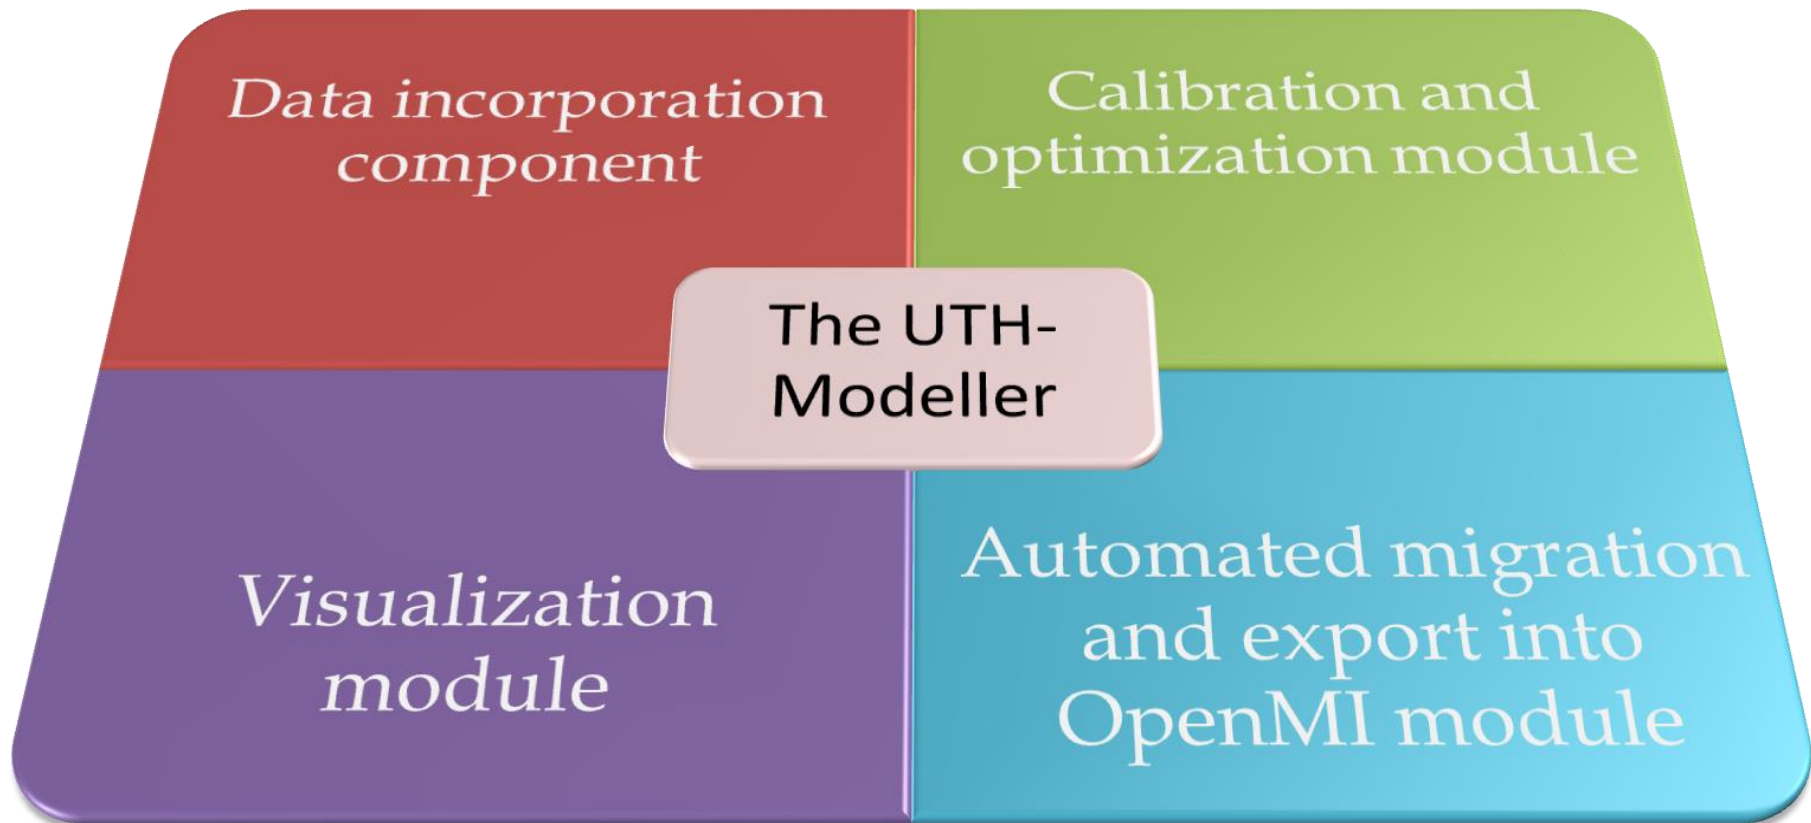 Data incorporation
component
Calibration and
optimization module
The UTH-
Modeller
Visualization
module
Automated migration
and export into
OpenMI module